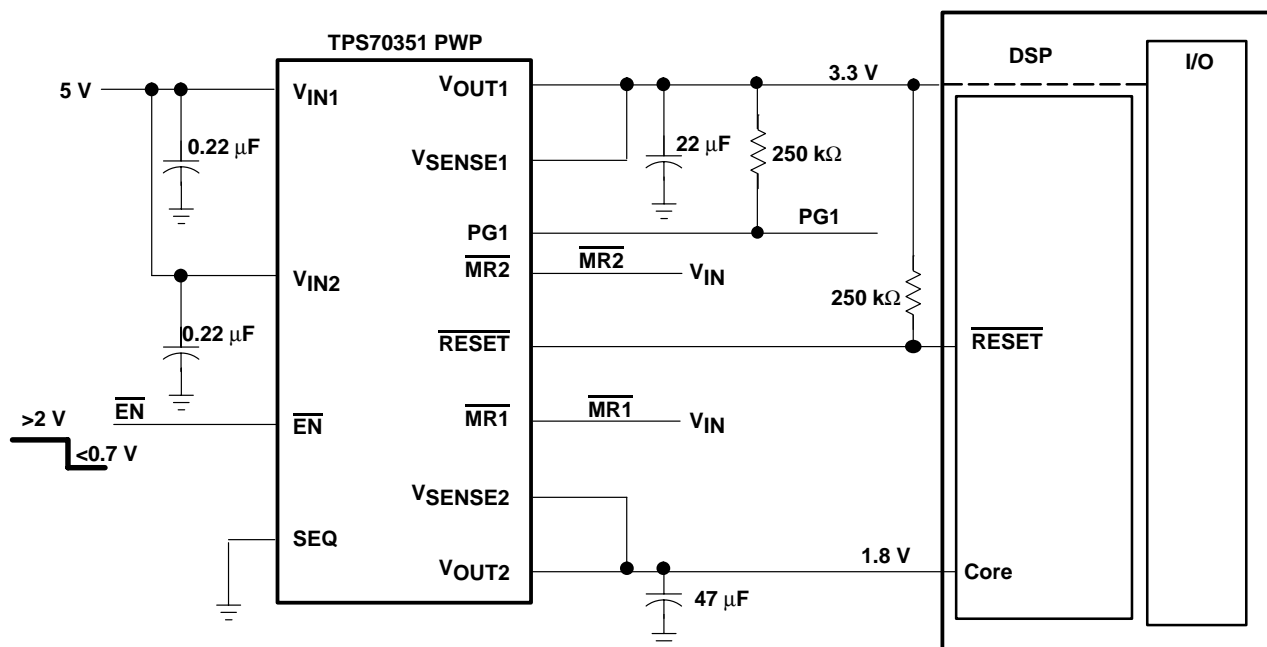 TPS70351 PWP
DSP
I/O
5 V
VIN1
VOUT1
3.3 V
0.22 μF
VSENSE1
22 μF
250 kΩ
PG1
PG1
MR2
MR2
VIN
VIN2
250 kΩ
0.22 μF
RESET
RESET
EN
EN
MR1
MR1
VIN
>2 V
<0.7 V
VSENSE2
SEQ
VOUT2
1.8 V
Core
47 μF